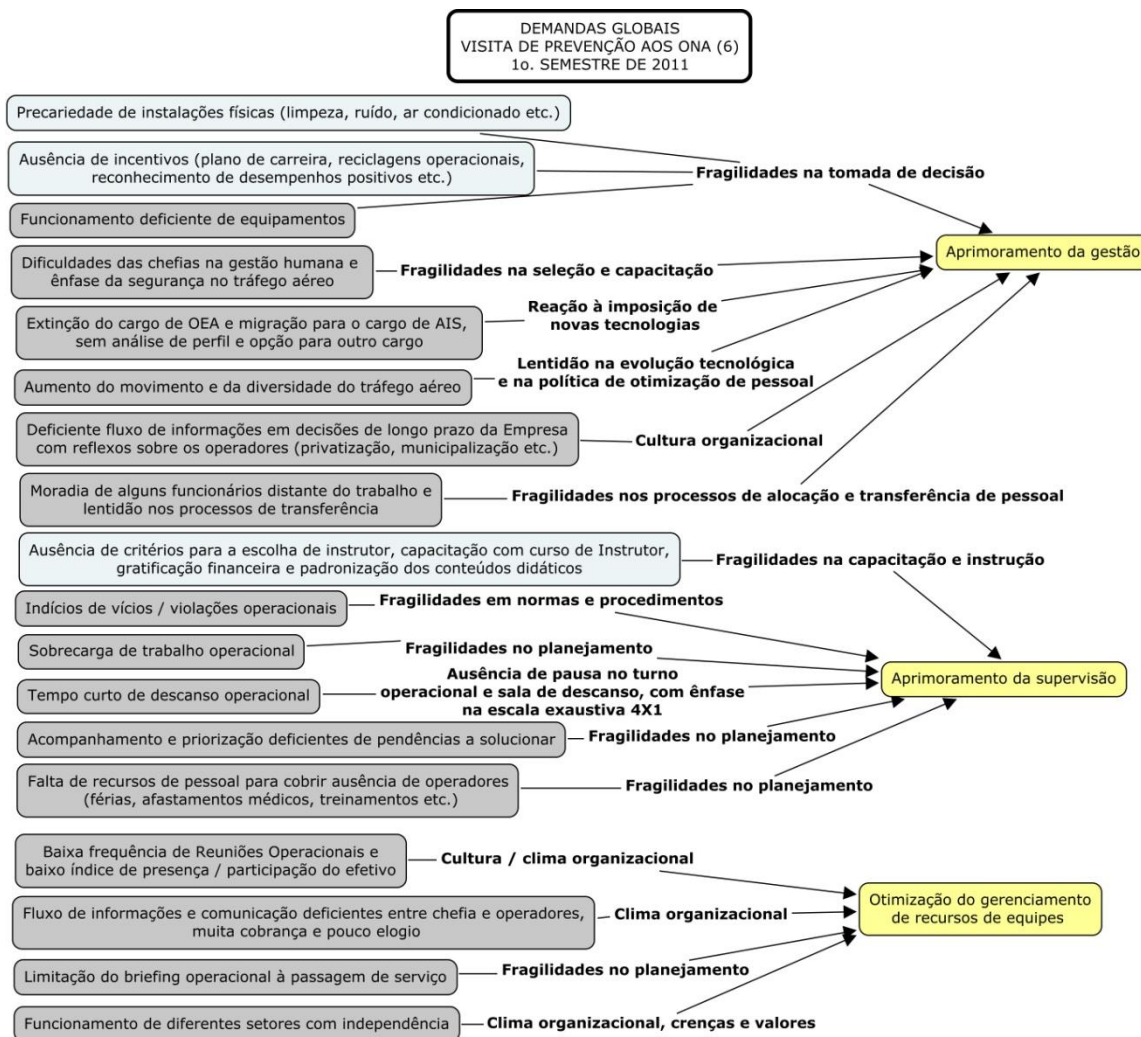 DEMANDAS GLOBAIS
VISITA DE PREVENÇÃO AOS ONA (6)
1o. SEMESTRE DE 2011
Precariedade de instalações físicas (limpeza, ruído, ar condicionado etc.)
Ausência de incentivos (plano de carreira, reciclagens operacionais,
reconhecimento de desempenhos positivos etc.)
Fragilidades na tomada de decisão
Funcionamento deficiente de equipamentos
Dificuldades das chefias na gestão humana e
ênfase da segurança no tráfego aéreo
Fragilidades na seleção e capacitação
Aprimoramento da gestão
Extinção do cargo de OEA e migração para o cargo de AIS,
sem análise de perfil e opção para outro cargo
Reação à imposição de
novas tecnologias
Aumento do movimento e da diversidade do tráfego aéreo
Lentidão na evolução tecnológica
e na política de otimização de pessoal
Deficiente fluxo de informações em decisões de longo prazo da Empresa
com reflexos sobre os operadores (privatização, municipalização etc.)
Cultura organizacional
Moradia de alguns funcionários distante do trabalho e
lentidão nos processos de transferência
Fragilidades nos processos de alocação e transferência de pessoal
Ausência de critérios para a escolha de instrutor, capacitação com curso de Instrutor,
gratificação financeira e padronização dos conteúdos didáticos
Fragilidades na capacitação e instrução
Indícios de vícios / violações operacionais
Fragilidades em normas e procedimentos
Sobrecarga de trabalho operacional
Fragilidades no planejamento
Tempo curto de descanso operacional
Ausência de pausa no turno
operacional e sala de descanso, com ênfase
na escala exaustiva 4X1
Aprimoramento da supervisão
Acompanhamento e priorização deficientes de pendências a solucionar
Fragilidades no planejamento
Falta de recursos de pessoal para cobrir ausência de operadores
(férias, afastamentos médicos, treinamentos etc.)
Fragilidades no planejamento
Baixa frequência de Reuniões Operacionais e
baixo índice de presença / participação do efetivo
Cultura / clima organizacional
Fluxo de informações e comunicação deficientes entre chefia e operadores,
muita cobrança e pouco elogio
Clima organizacional
Otimização do gerenciamento
de recursos de equipes
Limitação do briefing operacional à passagem de serviço
Fragilidades no planejamento
Funcionamento de diferentes setores com independência
Clima organizacional, crenças e valores